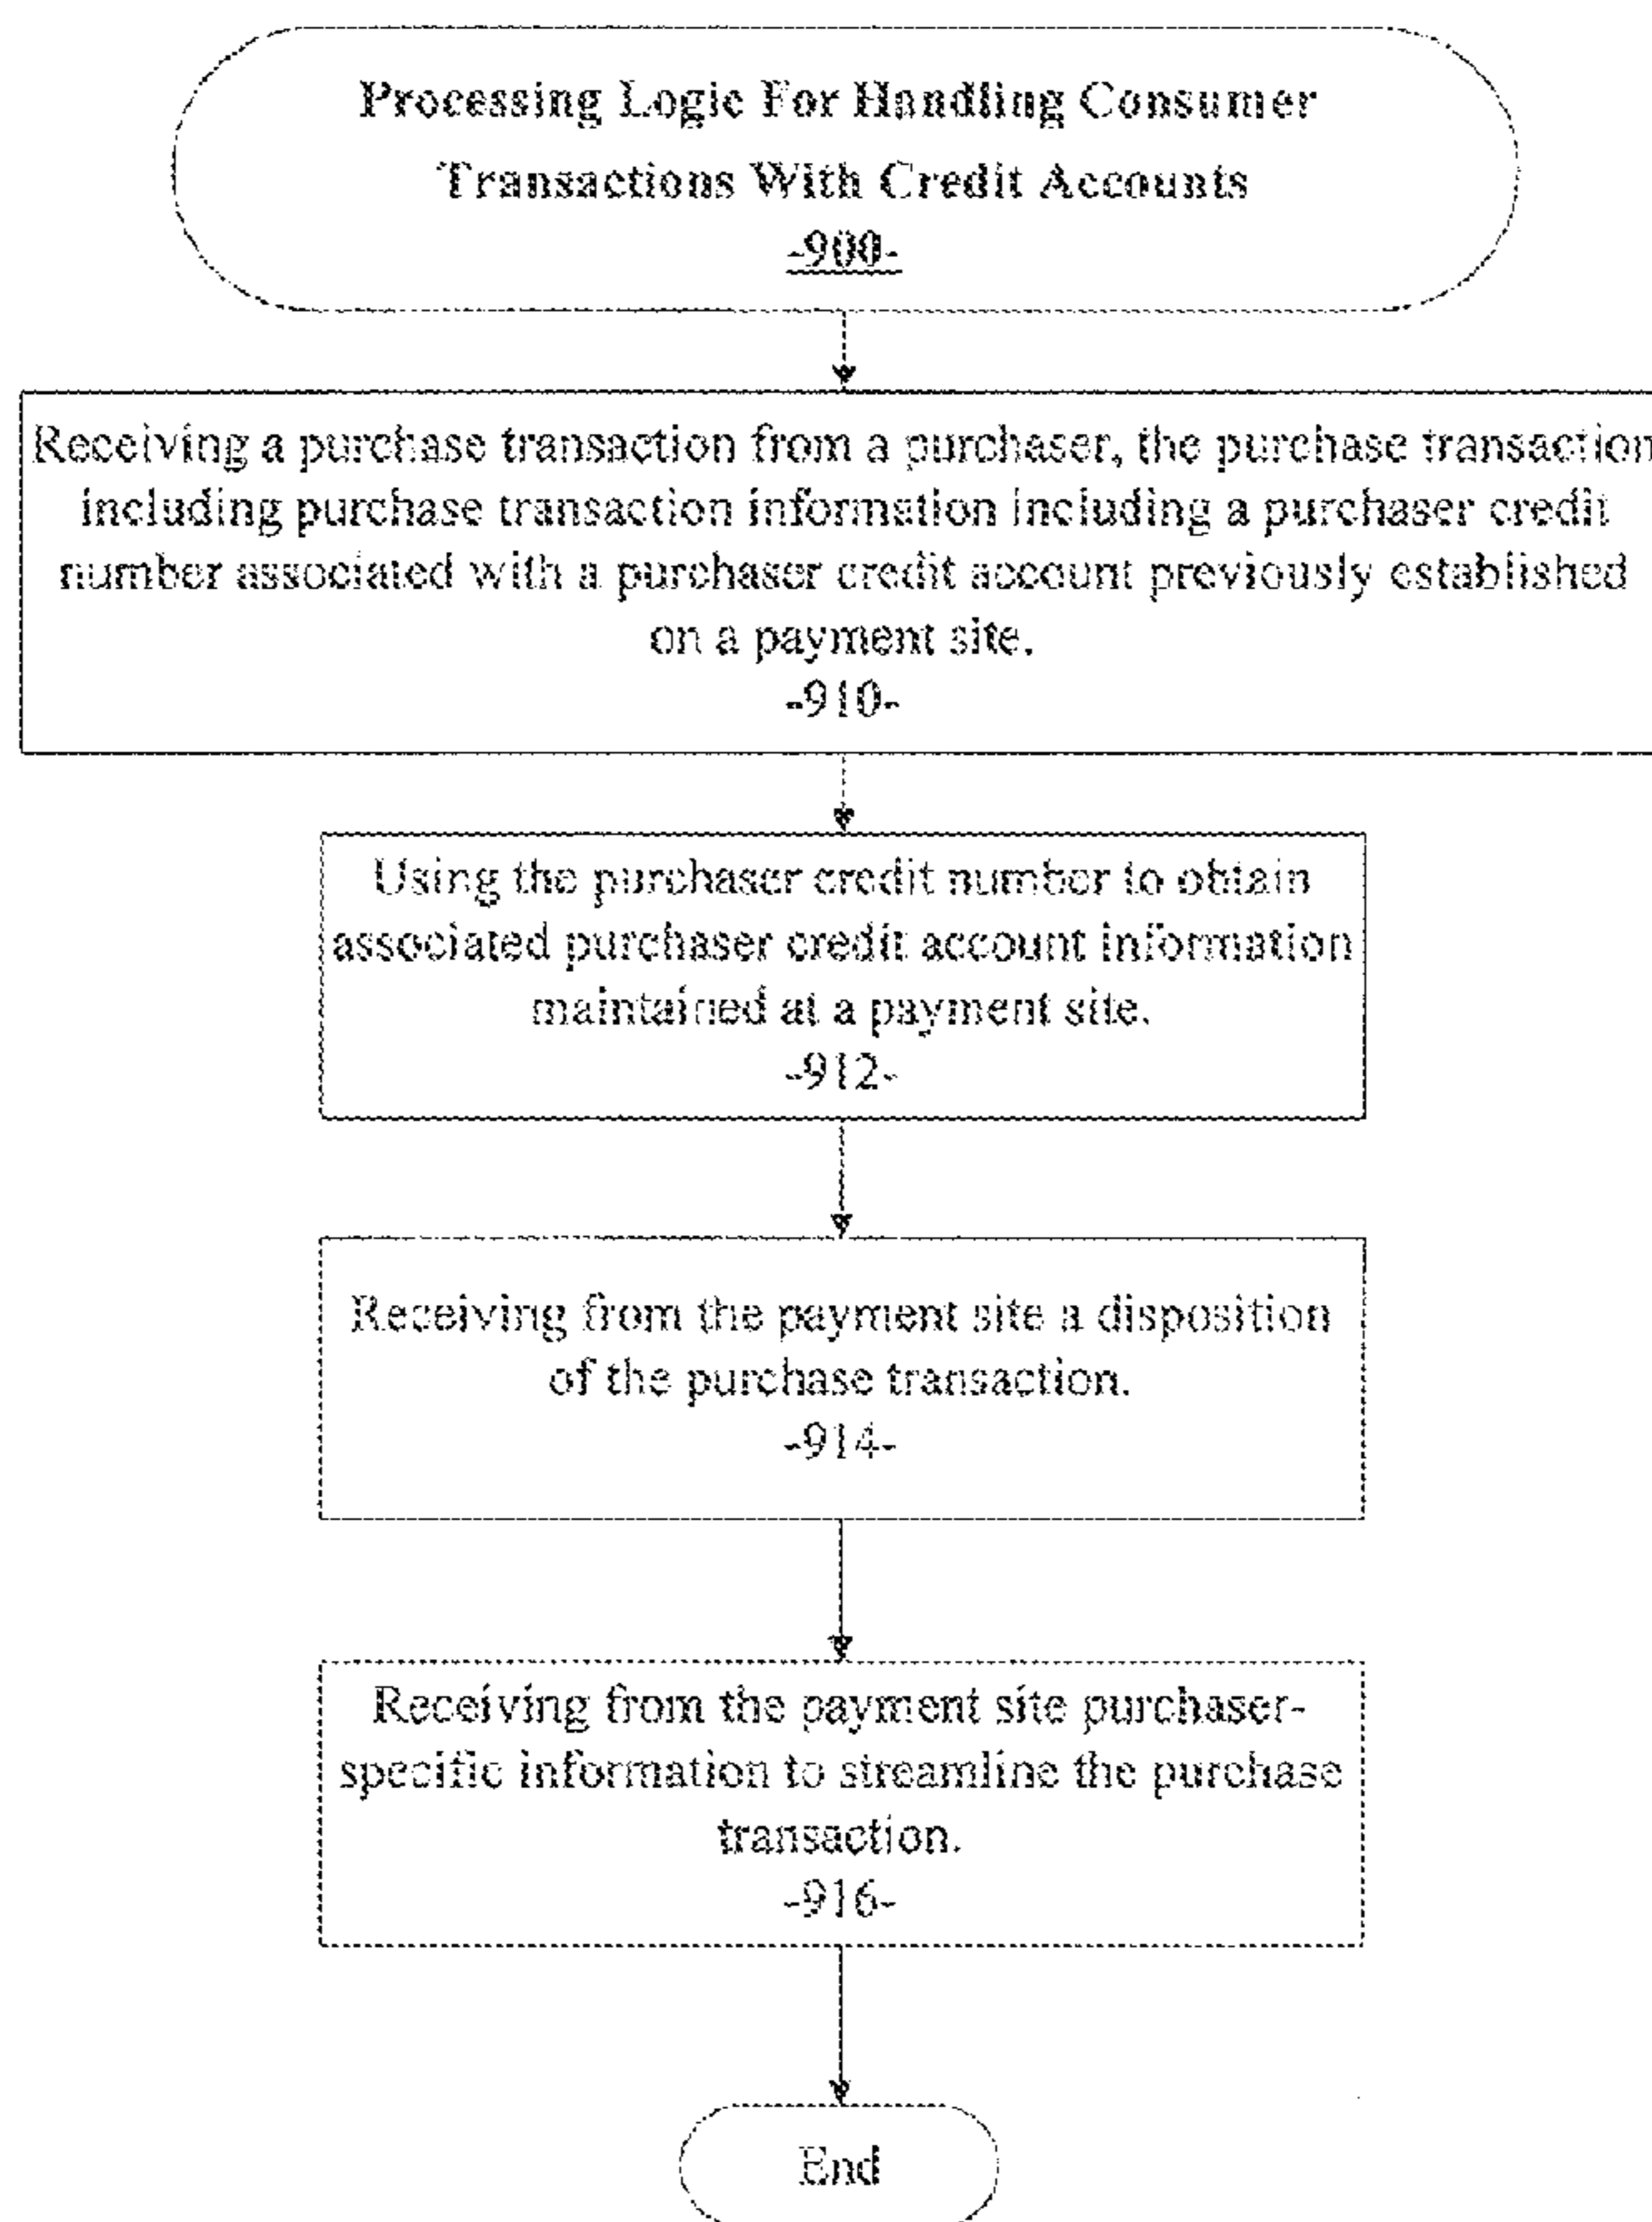 Processing Logic For Handling Consumer
Transactions With Credit Accounts
-900-
Receiving a purchase transaction from a purchaser, the purchase transaction
including purchase transaction information including a purchaser credit
number associated with a purchaser credit account previously established
on a payment site.
-910-
Using the purchaser credit number to obtain
associated purchaser credit account information
maintained at a payment site.
-912-
Receiving from the payment site a disposition
of the purchase transaction.
-914-
Receiving from the payment site purchaser-
specific information to streamline the purchase
transaction.
-916-
End